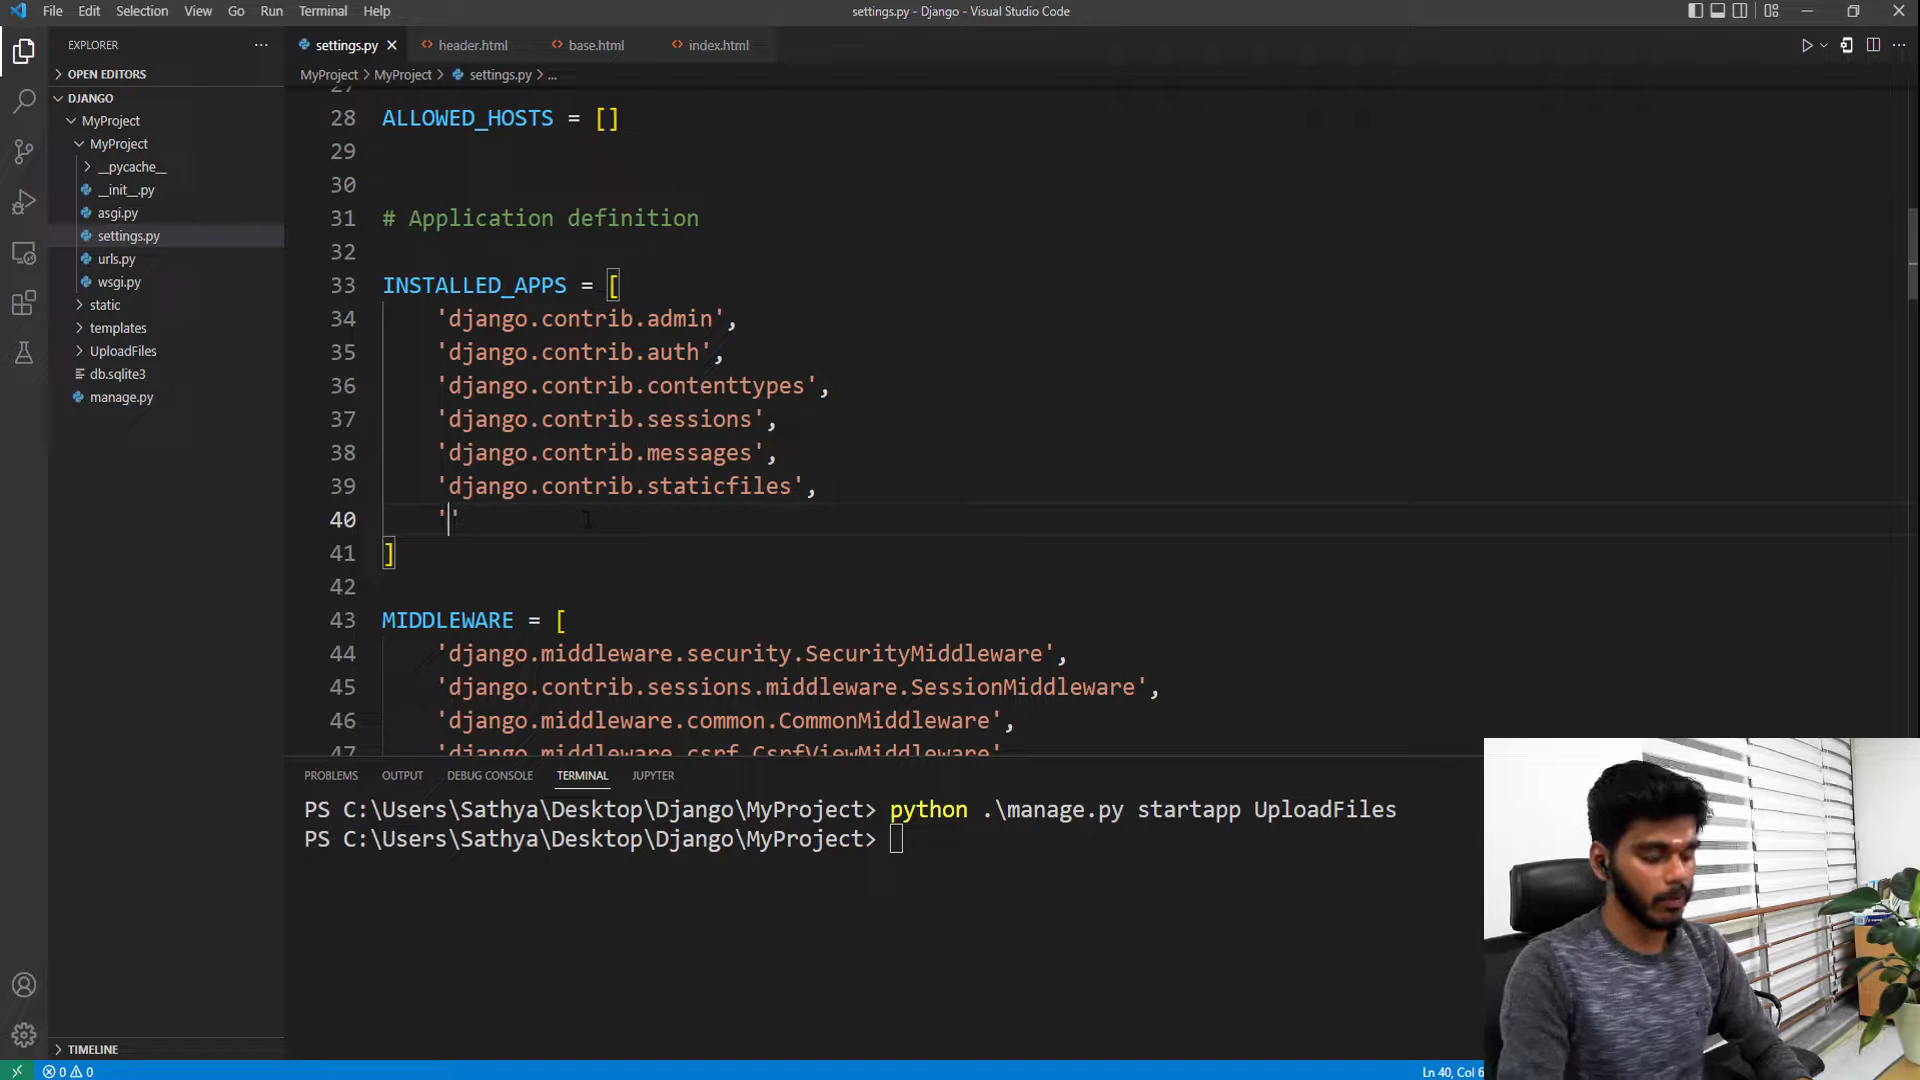 File Edit Selection View Go Run Terminal Help
settings.py - Django - Visual Studio Code
EXPLORER
settings.py
header.html
base.html
index.html
MyProject > MyProject > settings.py > ...
OPEN EDITORS
DJANGO
MyProject
MyProject
__pycache__
__init__.py
asgi.py
settings.py
urls.py
wsgi.py
static
templates
UploadFiles
db.sqlite3
manage.py
TIMELINE
27
28 ALLOWED_HOSTS = []
29
30
31 # Application definition
32
33 INSTALLED_APPS = [
34 'django.contrib.admin',
35 'django.contrib.auth',
36 'django.contrib.contenttypes',
37 'django.contrib.sessions',
38 'django.contrib.messages',
39 'django.contrib.staticfiles',
40 ''
41 ]
42
43 MIDDLEWARE = [
44 'django.middleware.security.SecurityMiddleware',
45 'django.contrib.sessions.middleware.SessionMiddleware',
46 'django.middleware.common.CommonMiddleware',
47 'django.middleware.csrf.CsrfViewMiddleware'
PROBLEMS OUTPUT DEBUG CONSOLE TERMINAL JUPYTER
PS C:\Users\Sathya\Desktop\Django\MyProject> python .\manage.py startapp UploadFiles
PS C:\Users\Sathya\Desktop\Django\MyProject>
0 0
Ln 40, Col 6